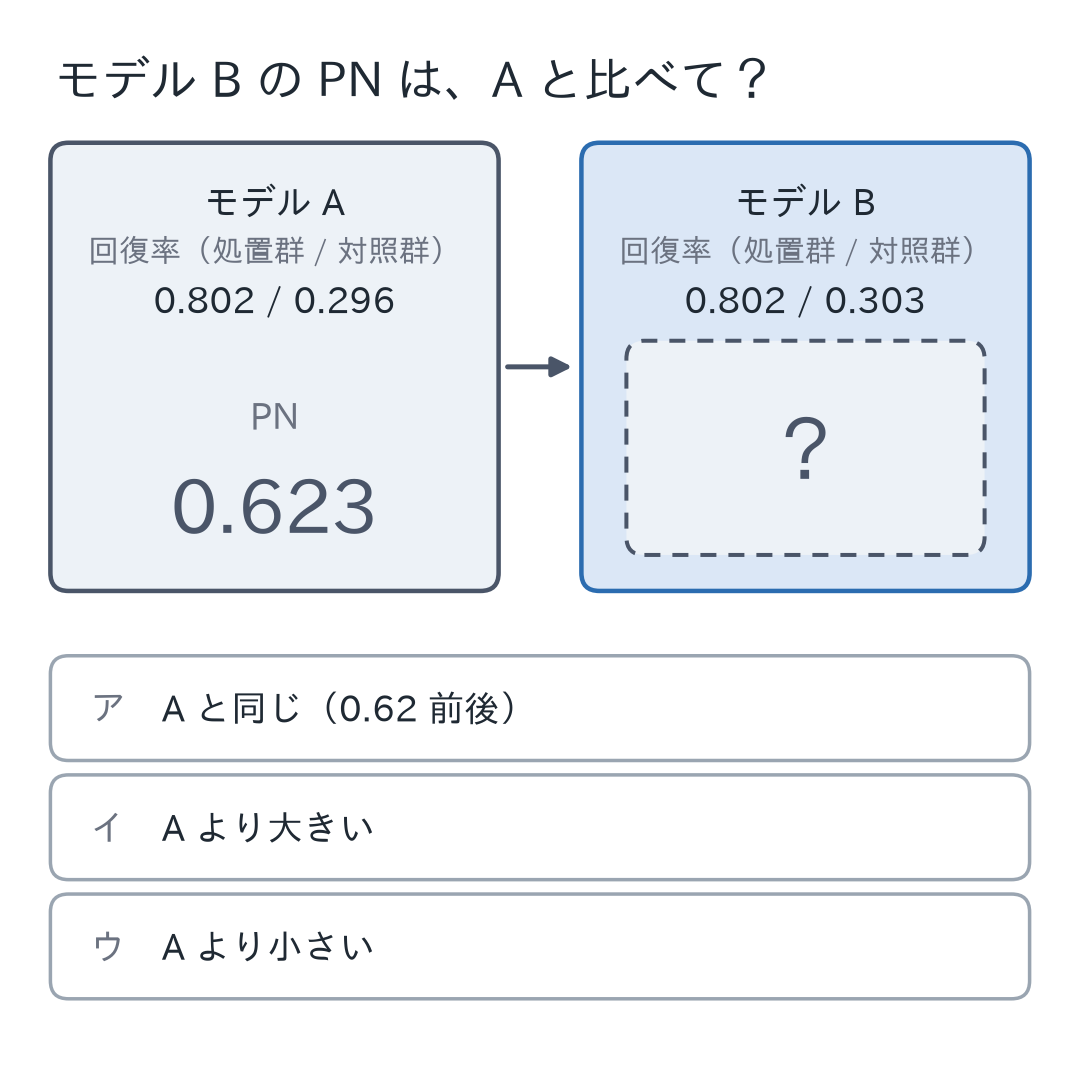 モデル B の PN は、A と比べて？
モデル A
回復率（処置群 / 対照群）
0.802 / 0.296
PN
0.623
モデル B
回復率（処置群 / 対照群）
0.802 / 0.303
?
ア A と同じ（0.62 前後）
イ A より大きい
ウ A より小さい